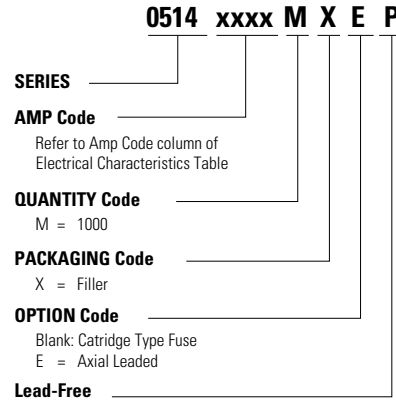 0514 xxxx M X E P
SERIES
AMP Code
Refer to Amp Code column of
Electrical Characteristics Table
QUANTITY Code
M = 1000
PACKAGING Code
X = Filler
OPTION Code
Blank: Catridge Type Fuse
E = Axial Leaded
Lead-Free